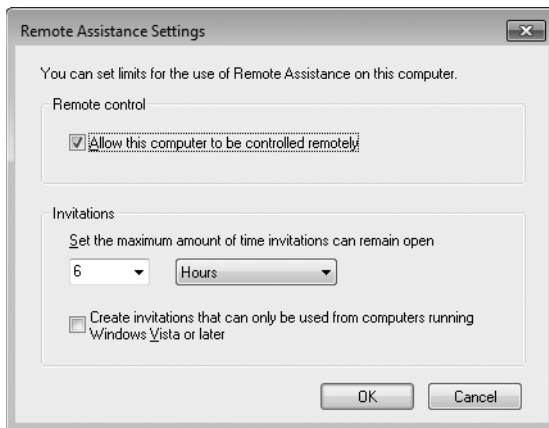 Remote Assistance Settings
You can set limits for the use of Remote Assistance on this computer.
Remote control
Allow this computer to be controlled remotely
Invitations
Set the maximum amount of time invitations can remain open
6 Hours
Create invitations that can only be used from computers running
Windows Vista or later
OK Cancel